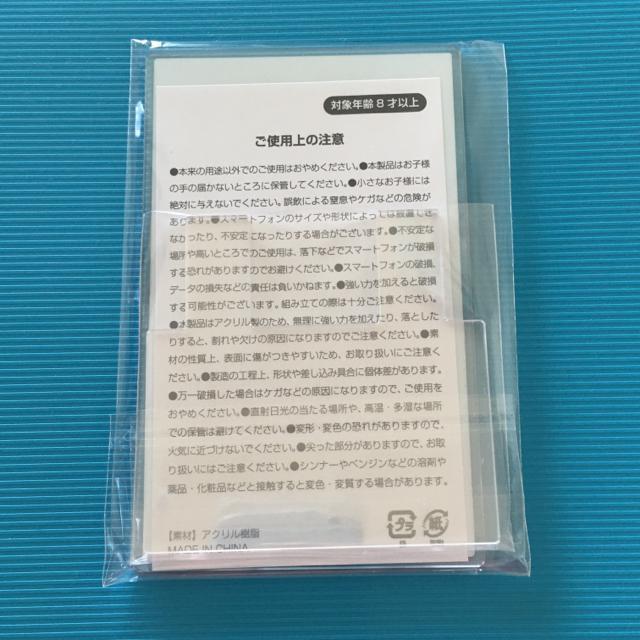 対象年齢8才以上
ご使用上の注意
●本来の用途以外でのご使用はおやめください。●本製品はお子様
の手の届かないところに保管してください。●小さなお子様には
絶対に与えないでください。誤飲による窒息やケガなどの危険が
あります。●スマートフォンのサイズや形状によっては設置でき
なかったり、不安定になったりする場合がございます。●不安定な
場所や高いところでのご使用は、落下などでスマートフォンが破損
する恐れがありますのでお避けください。●スマートフォンの破損、
データの損失などの責任は負いかねます。●強い力を加えると破損
する可能性がございます。組み立ての際は十分ご注意ください。
●本製品はアクリル製のため、無理に強い力を加えたり、落とした
りすると、割れや欠けの原因になりますのでご注意ください。●素
材の性質上、表面に傷がつきやすいため、お取り扱いにご注意く
ださい。●製造の工程上、形状や差し込み具合に個体差があります。
●万一破損した場合はケガなどの原因になりますので、ご使用を
おやめください。●直射日光の当たる場所や、高温・多湿な場所
での保管は避けてください。●変形・変色の恐れがありますので、
火気に近づけないでください。●尖った部分がありますので、お取
り扱いにはご注意ください。●シンナーやベンジンなどの溶剤や
薬品・化粧品などと接触すると変色・変質する場合があります。
プラ 紙
【素材】アクリル樹脂
MADE IN CHINA